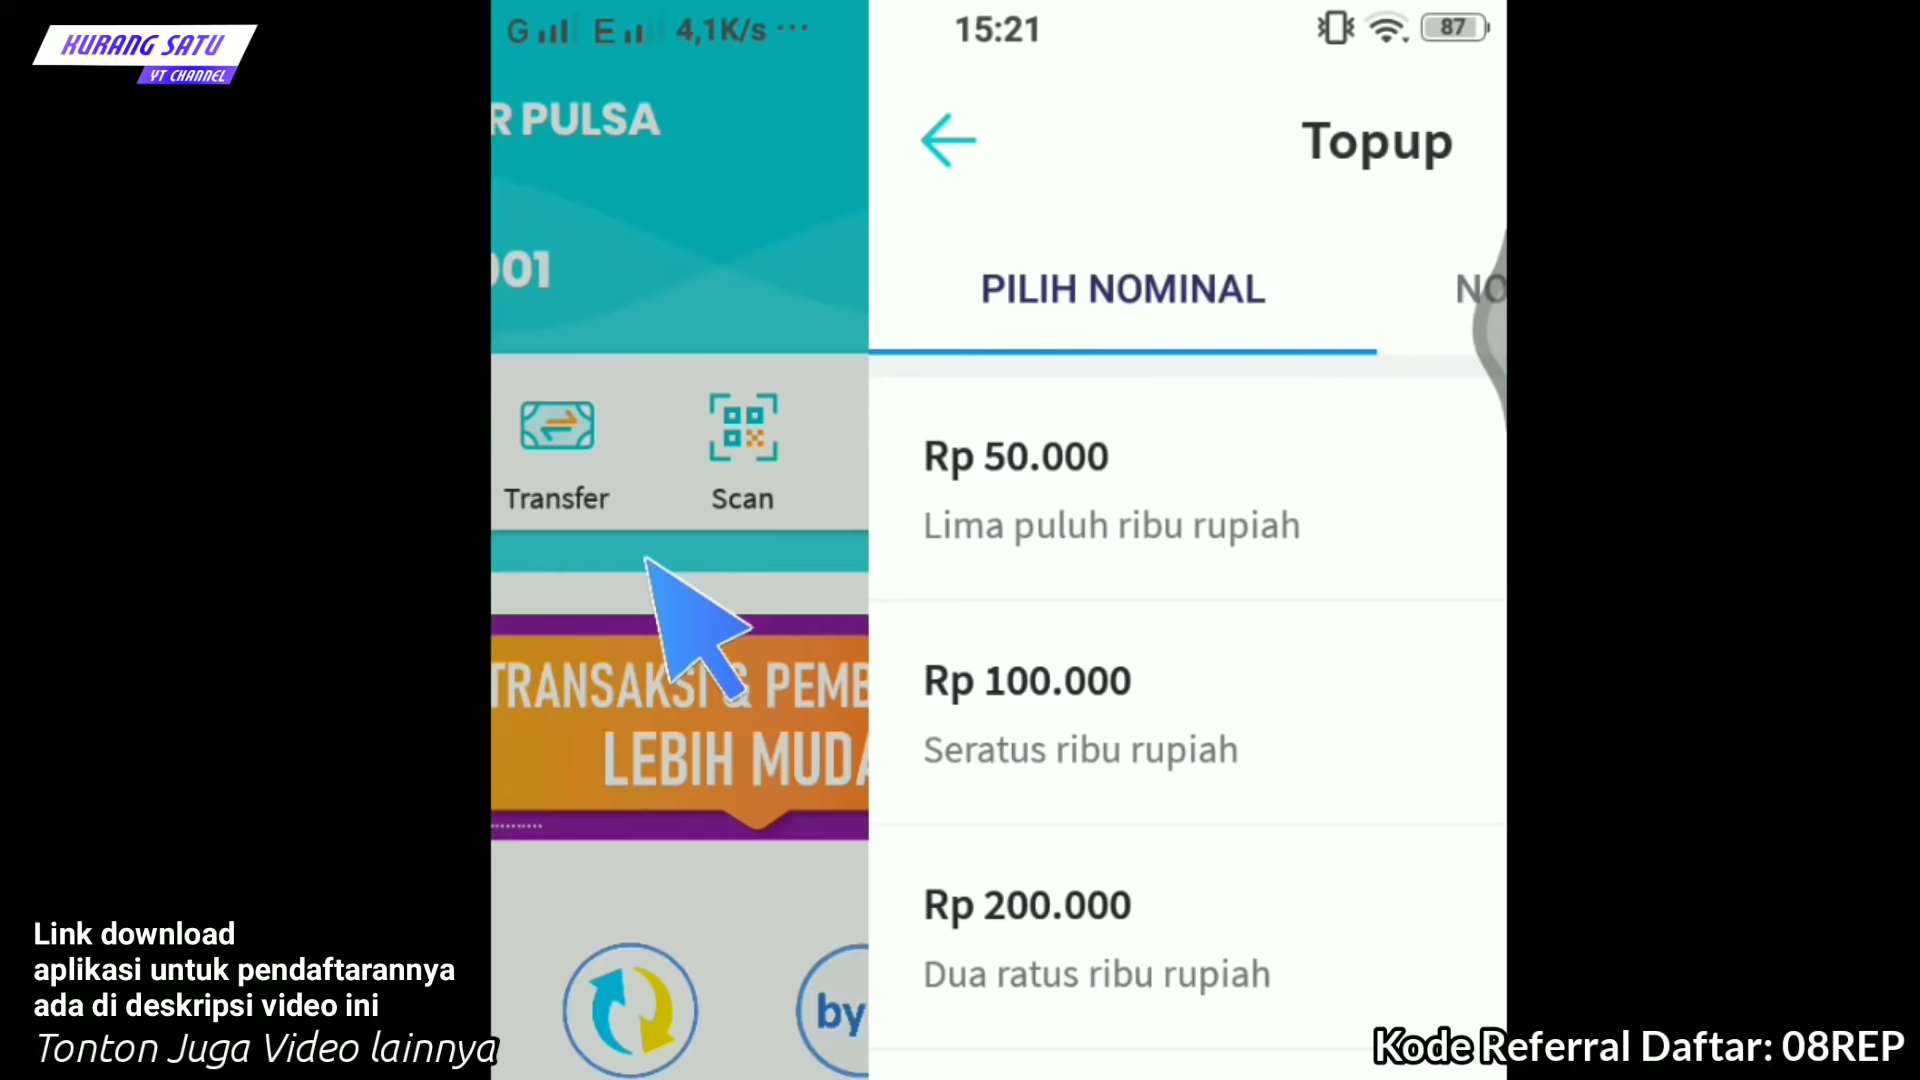 KURANG SATU
YT CHANNEL
G E 4,1K/s ...
R PULSA
001
Transfer
Scan
TRANSAKSI & PEMB
LEBIH MUDA
by
15:21
87
Topup
PILIH NOMINAL
NO
Rp 50.000
Lima puluh ribu rupiah
Rp 100.000
Seratus ribu rupiah
Rp 200.000
Dua ratus ribu rupiah
Link download
aplikasi untuk pendaftarannya
ada di deskripsi video ini
Tonton Juga Video lainnya
Kode Referral Daftar: 08REP